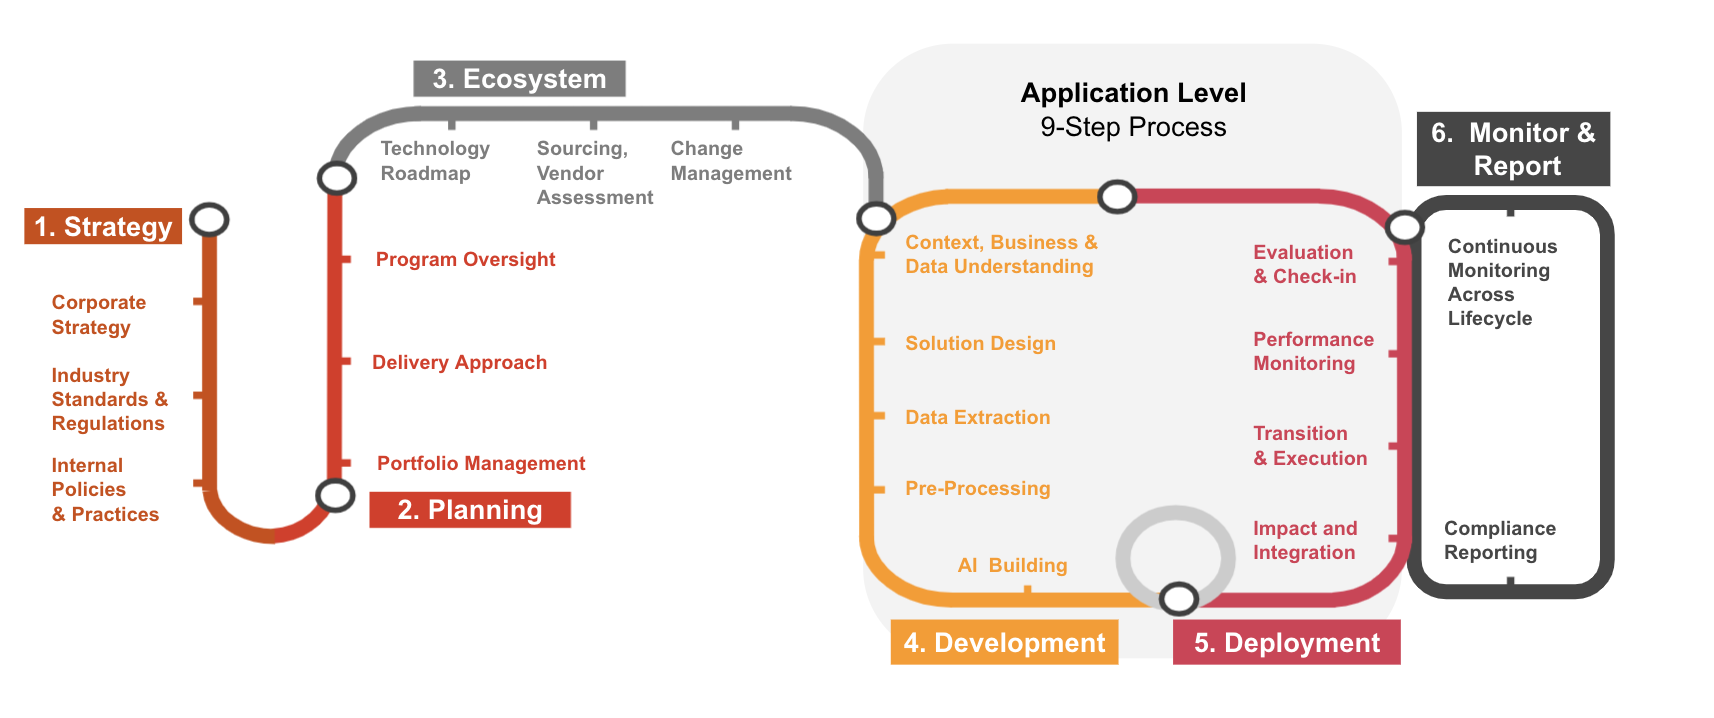 1. Strategy
Corporate
Strategy
Industry
Standards &
Regulations
Internal
Policies
& Practices
2. Planning
Program Oversight
Delivery Approach
Portfolio Management
3. Ecosystem
Technology
Roadmap
Sourcing,
Vendor
Assessment
Change
Management
Application Level
9-Step Process
Context, Business &
Data Understanding
Solution Design
Data Extraction
Pre-Processing
AI  Building
4. Development
Evaluation
& Check-in
Performance
Monitoring
Transition
& Execution
Impact and
Integration
5. Deployment
6.  Monitor &
Report
Continuous
Monitoring
Across
Lifecycle
Compliance
Reporting